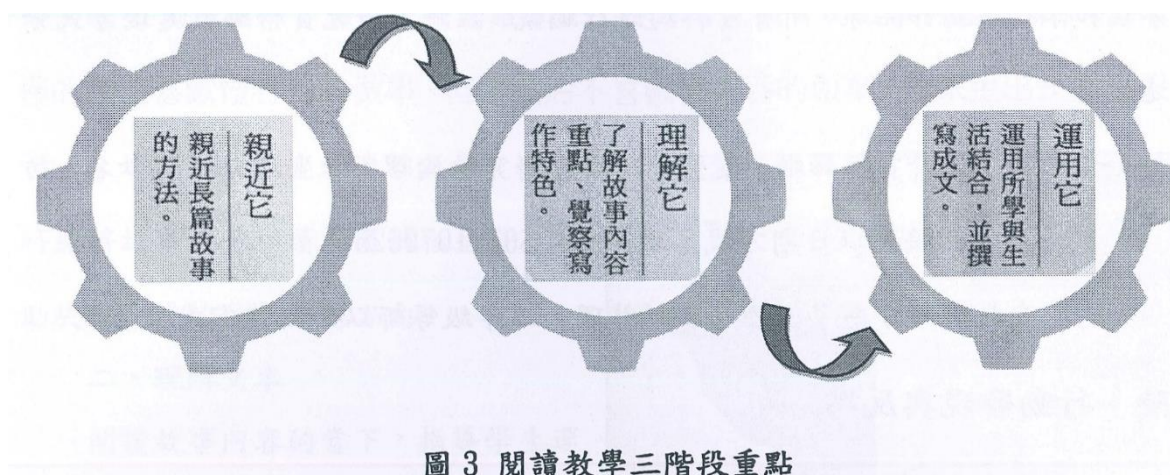 親近它
親近長篇故事
的方法。
理解它
了解故事內容
重點、覺察寫
作特色。
運用它
運用所學與生
活結合，並撰
寫成文。
圖 3 閱讀教學三階段重點